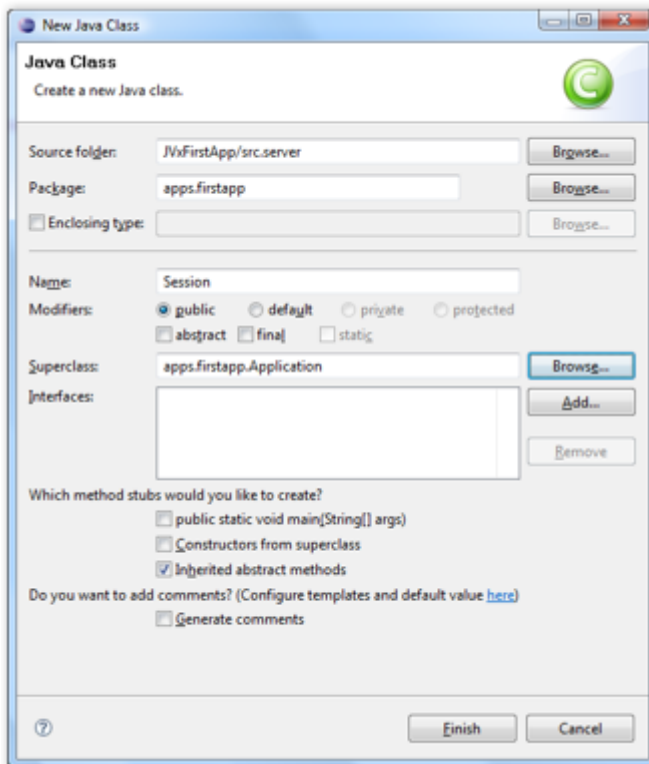 New Java Class
Java Class
Create a new Java class.
C
Source folder: JVxFirstApp/src.server Browse...
Package: apps.firstapp Browse...
Enclosing type: Browse...
Name: Session
Modifiers: public default private protected
abstract final static
Superclass: apps.firstapp.Application Browse...
Interfaces: Add...
Remove
Which method stubs would you like to create?
public static void main(String[] args)
Constructors from superclass
Inherited abstract methods
Do you want to add comments? (Configure templates and default value here)
Generate comments
? Finish Cancel